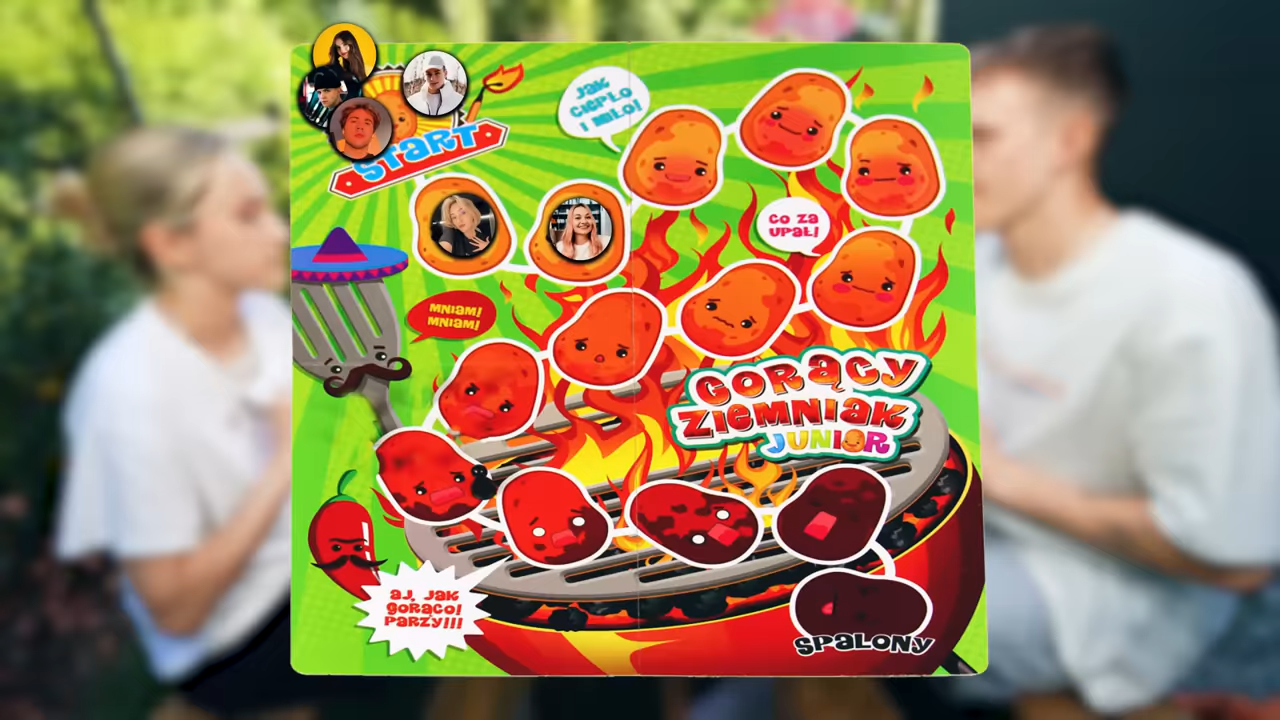 START
JAK
CIEPŁO
I MIŁO!
CO ZA
UPAŁ!
MNIAM!
MNIAM!
GORĄCY
ZIEMNIAK
JUNIOR
AJ, JAK
GORĄCO!
PARZY!!!
SPALONY